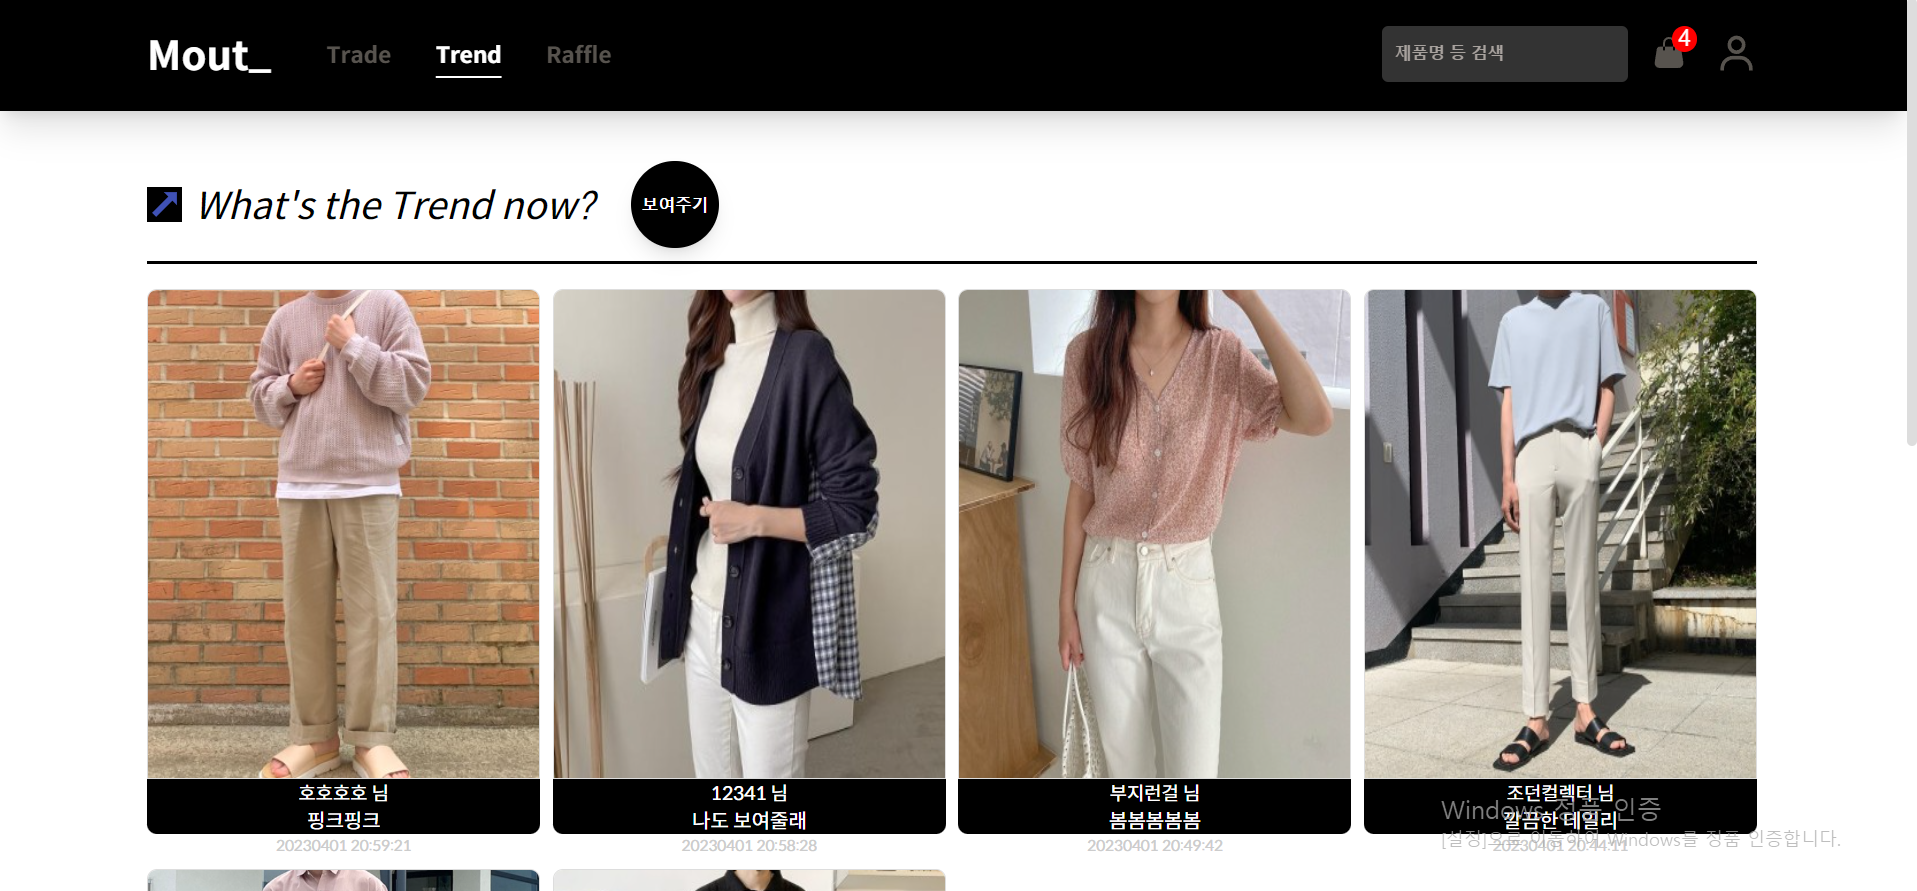 Mout_
Trade
Trend
Raffle
제품명 등 검색
4
What's the Trend now?
보여주기
호호호호 님
핑크핑크
20230401 20:59:21
12341 님
나도 보여줄래
20230401 20:58:28
부지런걸 님
봄봄봄봄봄
20230401 20:49:42
조던컬렉터 님
깔끔한 데일리
20230401 20:44:11
Windows 정품 인증
[설정]으로 이동하여 Windows를 정품 인증합니다.